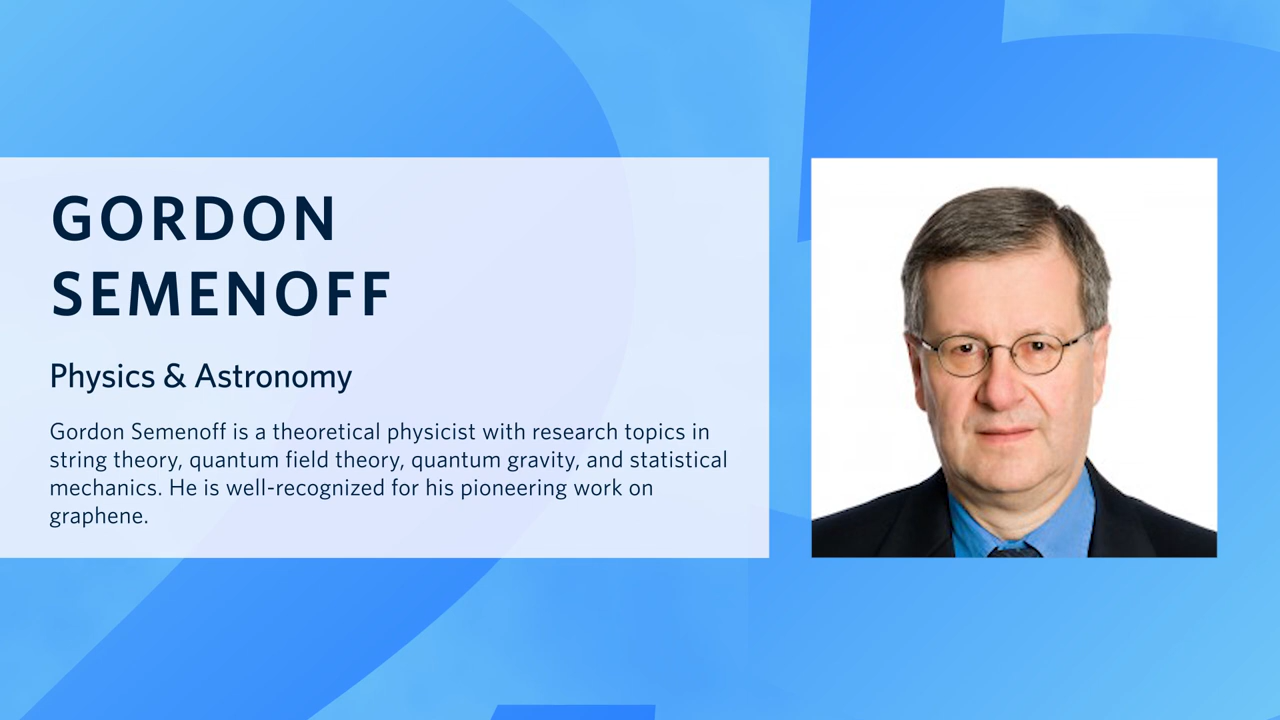 GORDON
SEMENOFF
Physics & Astronomy
Gordon Semenoff is a theoretical physicist with research topics in
string theory, quantum field theory, quantum gravity, and statistical
mechanics. He is well-recognized for his pioneering work on
graphene.